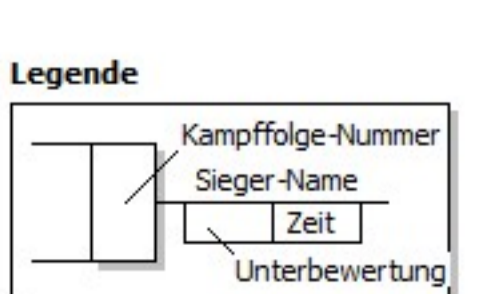 Legende
Kampffolge-Nummer
Sieger-Name
Zeit
Unterbewertung